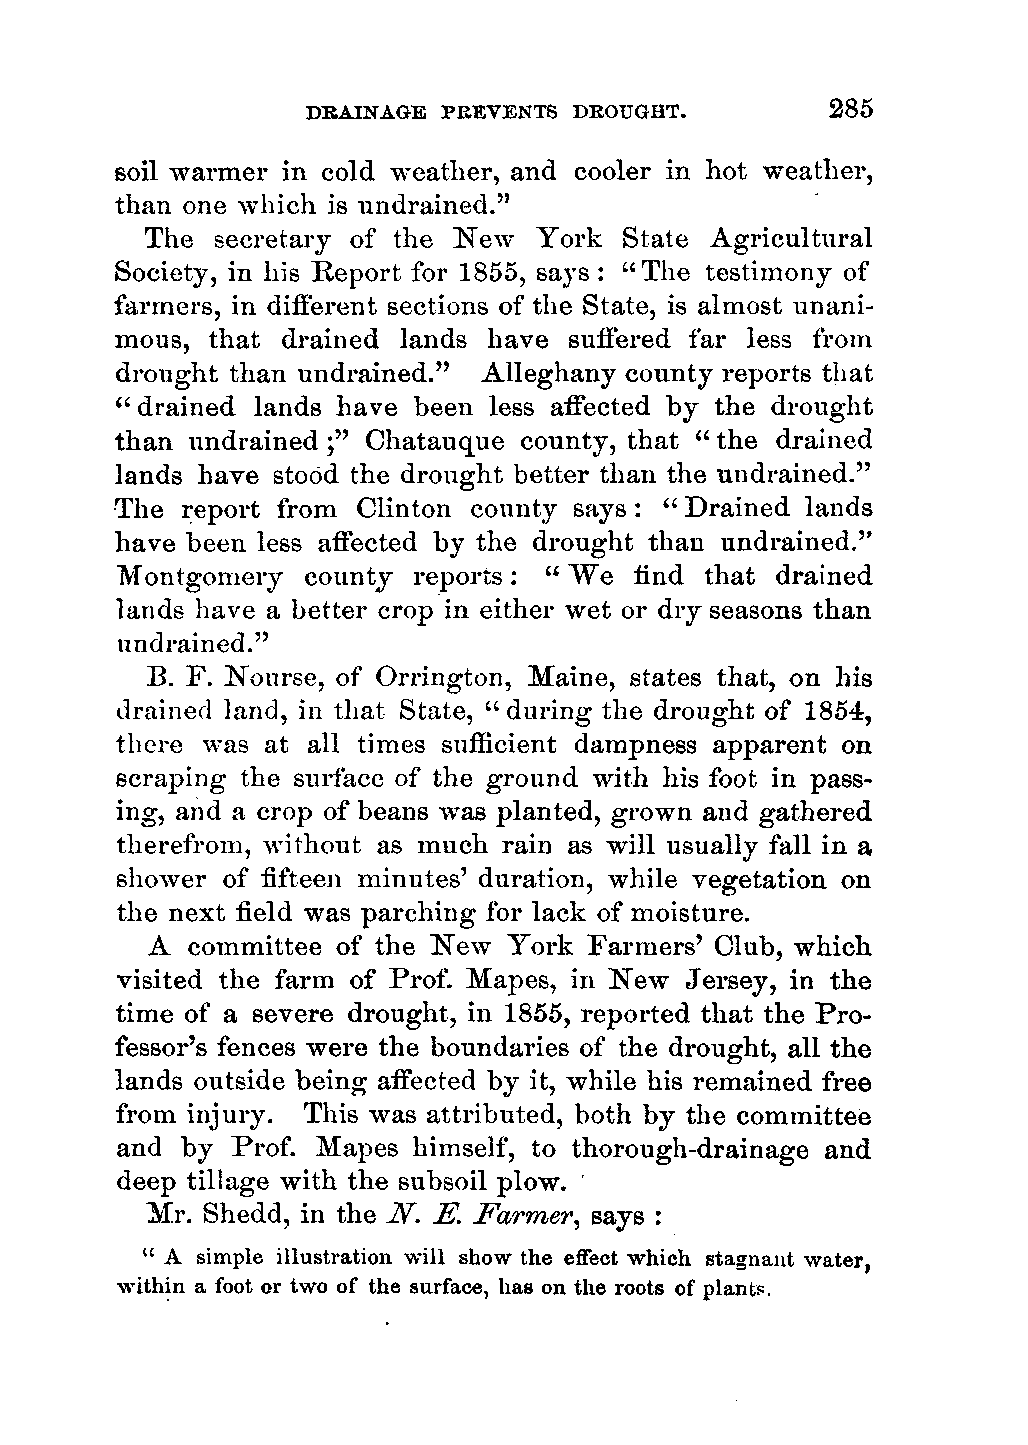 DRAINAGE PREVENTS DROUGHT. 285
soil warmer in cold weather, and cooler in hot weather,
than one which is undrained."
The secretary of the New York State Agricultural
Society, in his Report for 1855, says: "The testimony of
farmers, in different sections of the State, is almost unani-
mous, that drained lands have suffered far less from
drought than undrained." Alleghany county reports that
"drained lands have been less affected by the drought
than undrained;" Chatauque county, that "the drained
lands have stood the drought better than the undrained."
The report from Clinton county says: "Drained lands
have been less affected by the drought than undrained."
Montgomery county reports: "We find that drained
lands have a better crop in either wet or dry seasons than
undrained."
B. F. Nourse, of Orrington, Maine, states that, on his
drained land, in that State, "during the drought of 1854,
there was at all times sufficient dampness apparent on
scraping the surface of the ground with his foot in pass-
ing, and a crop of beans was planted, grown and gathered
therefrom, without as much rain as will usually fall in a
shower of fifteen minutes' duration, while vegetation on
the next field was parching for lack of moisture.
A committee of the New York Farmers' Club, which
visited the farm of Prof. Mapes, in New Jersey, in the
time of a severe drought, in 1855, reported that the Pro-
fessor's fences were the boundaries of the drought, all the
lands outside being affected by it, while his remained free
from injury. This was attributed, both by the committee
and by Prof. Mapes himself, to thorough-drainage and
deep tillage with the subsoil plow.
Mr. Shedd, in the N. E. Farmer, says:
"A simple illustration will show the effect which stagnant water,
within a foot or two of the surface, has on the roots of plants.